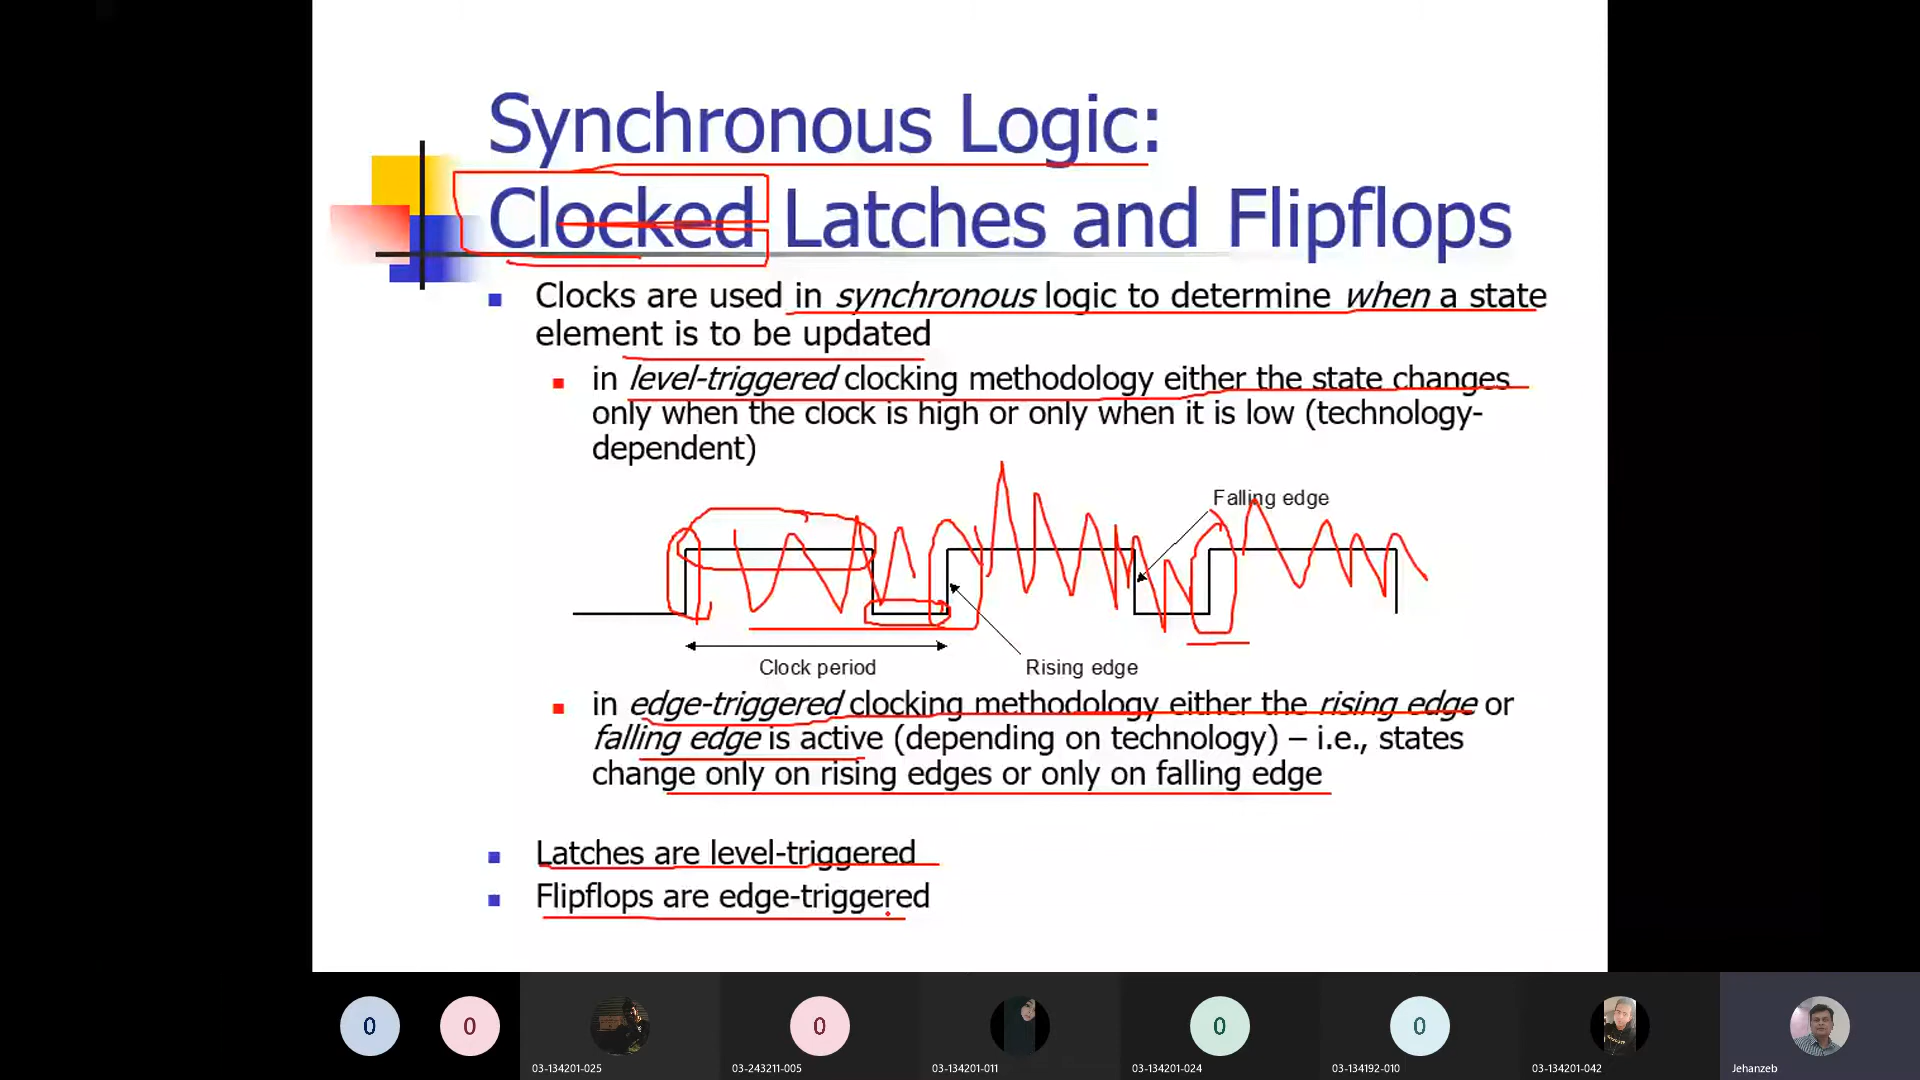 Synchronous Logic:
Clocked Latches and Flipflops
Clocks are used in synchronous logic to determine when a state
element is to be updated
in level-triggered clocking methodology either the state changes
only when the clock is high or only when it is low (technology-
dependent)
Falling edge
Clock period
Rising edge
in edge-triggered clocking methodology either the rising edge or
falling edge is active (depending on technology) – i.e., states
change only on rising edges or only on falling edge
Latches are level-triggered
Flipflops are edge-triggered
0
0
0
0
0
03-134201-025
03-243211-005
03-134201-011
03-134201-024
03-134192-010
03-134201-042
Jehanzeb